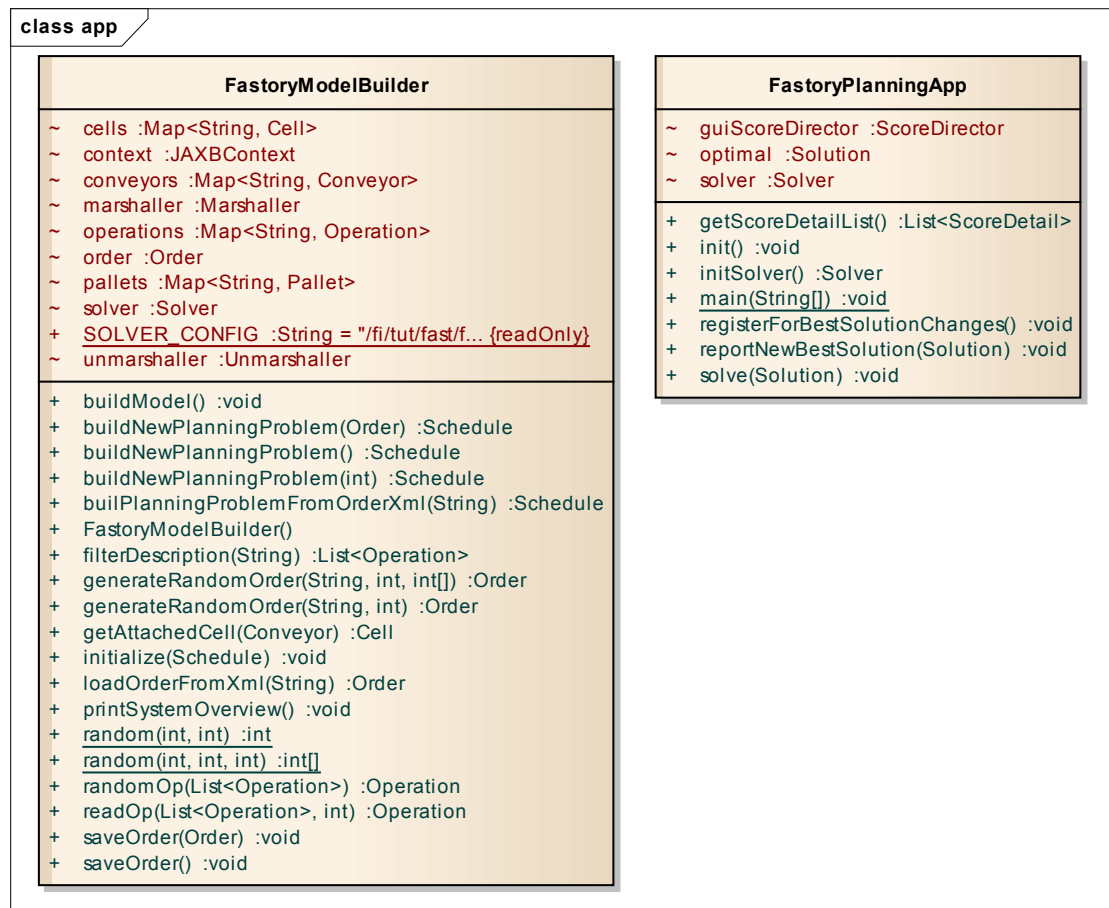 class app
FastoryModelBuilder
~ cells :Map<String, Cell>
~ context :JAXBContext
~ conveyors :Map<String, Conveyor>
~ marshaller :Marshaller
~ operations :Map<String, Operation>
~ order :Order
~ pallets :Map<String, Pallet>
~ solver :Solver
+ SOLVER_CONFIG :String = "/fi/tut/fast/f... {readOnly}
~ unmarshaller :Unmarshaller
+ buildModel() :void
+ buildNewPlanningProblem(Order) :Schedule
+ buildNewPlanningProblem() :Schedule
+ buildNewPlanningProblem(int) :Schedule
+ builPlanningProblemFromOrderXml(String) :Schedule
+ FastoryModelBuilder()
+ filterDescription(String) :List<Operation>
+ generateRandomOrder(String, int, int[]) :Order
+ generateRandomOrder(String, int) :Order
+ getAttachedCell(Conveyor) :Cell
+ initialize(Schedule) :void
+ loadOrderFromXml(String) :Order
+ printSystemOverview() :void
+ random(int, int) :int
+ random(int, int, int) :int[]
+ randomOp(List<Operation>) :Operation
+ readOp(List<Operation>, int) :Operation
+ saveOrder(Order) :void
+ saveOrder() :void
FastoryPlanningApp
~ guiScoreDirector :ScoreDirector
~ optimal :Solution
~ solver :Solver
+ getScoreDetailList() :List<ScoreDetail>
+ init() :void
+ initSolver() :Solver
+ main(String[]) :void
+ registerForBestSolutionChanges() :void
+ reportNewBestSolution(Solution) :void
+ solve(Solution) :void